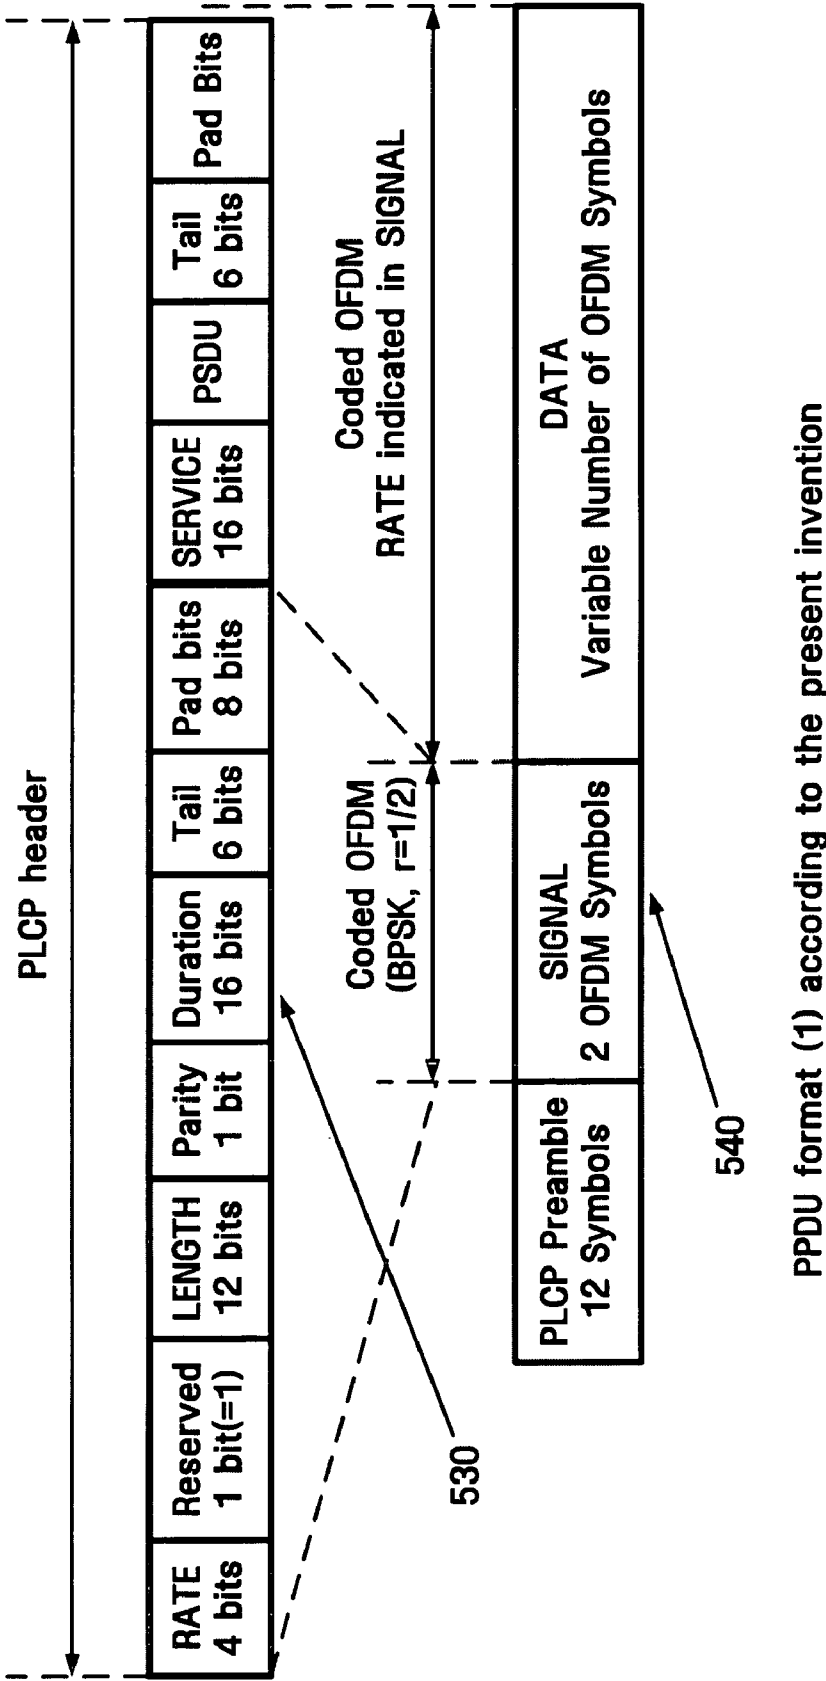 PLCP header
RATE
4 bits
Reserved
1 bit(=1)
LENGTH
12 bits
Parity
1 bit
Duration
16 bits
Tail
6 bits
Pad bits
8 bits
SERVICE
16 bits
PSDU
Tail
6 bits
Pad Bits
530
Coded OFDM
(BPSK, r=1/2)
Coded OFDM
RATE indicated in SIGNAL
PLCP Preamble
12 Symbols
SIGNAL
2 OFDM Symbols
DATA
Variable Number of OFDM Symbols
540
PPDU format (1) according to the present invention